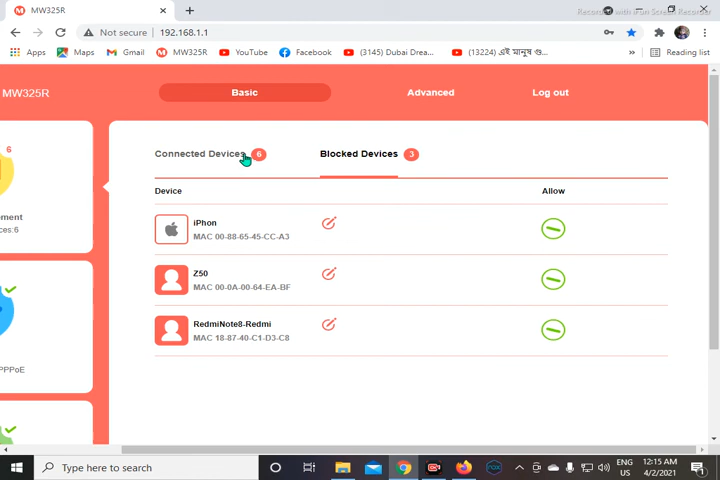 MW325R
Recorded with iFun Screen Recorder
Not secure
192.168.1.1
Apps
Maps
Gmail
MW325R
YouTube
Facebook
(3145) Dubai Drea...
(13224) এই মানুষ গু...
»
Reading list
MW325R
Basic
Advanced
Log out
6
ement
ces:6
PPPoE
Connected Devices
6
Blocked Devices
3
Device
Allow
iPhon
MAC 00-88-65-45-CC-A3
Z50
MAC 00-0A-00-64-EA-BF
RedmiNote8-Redmi
MAC 18-87-40-C1-D3-C8
Type here to search
nox
ENG
US
12:15 AM
4/2/2021
1